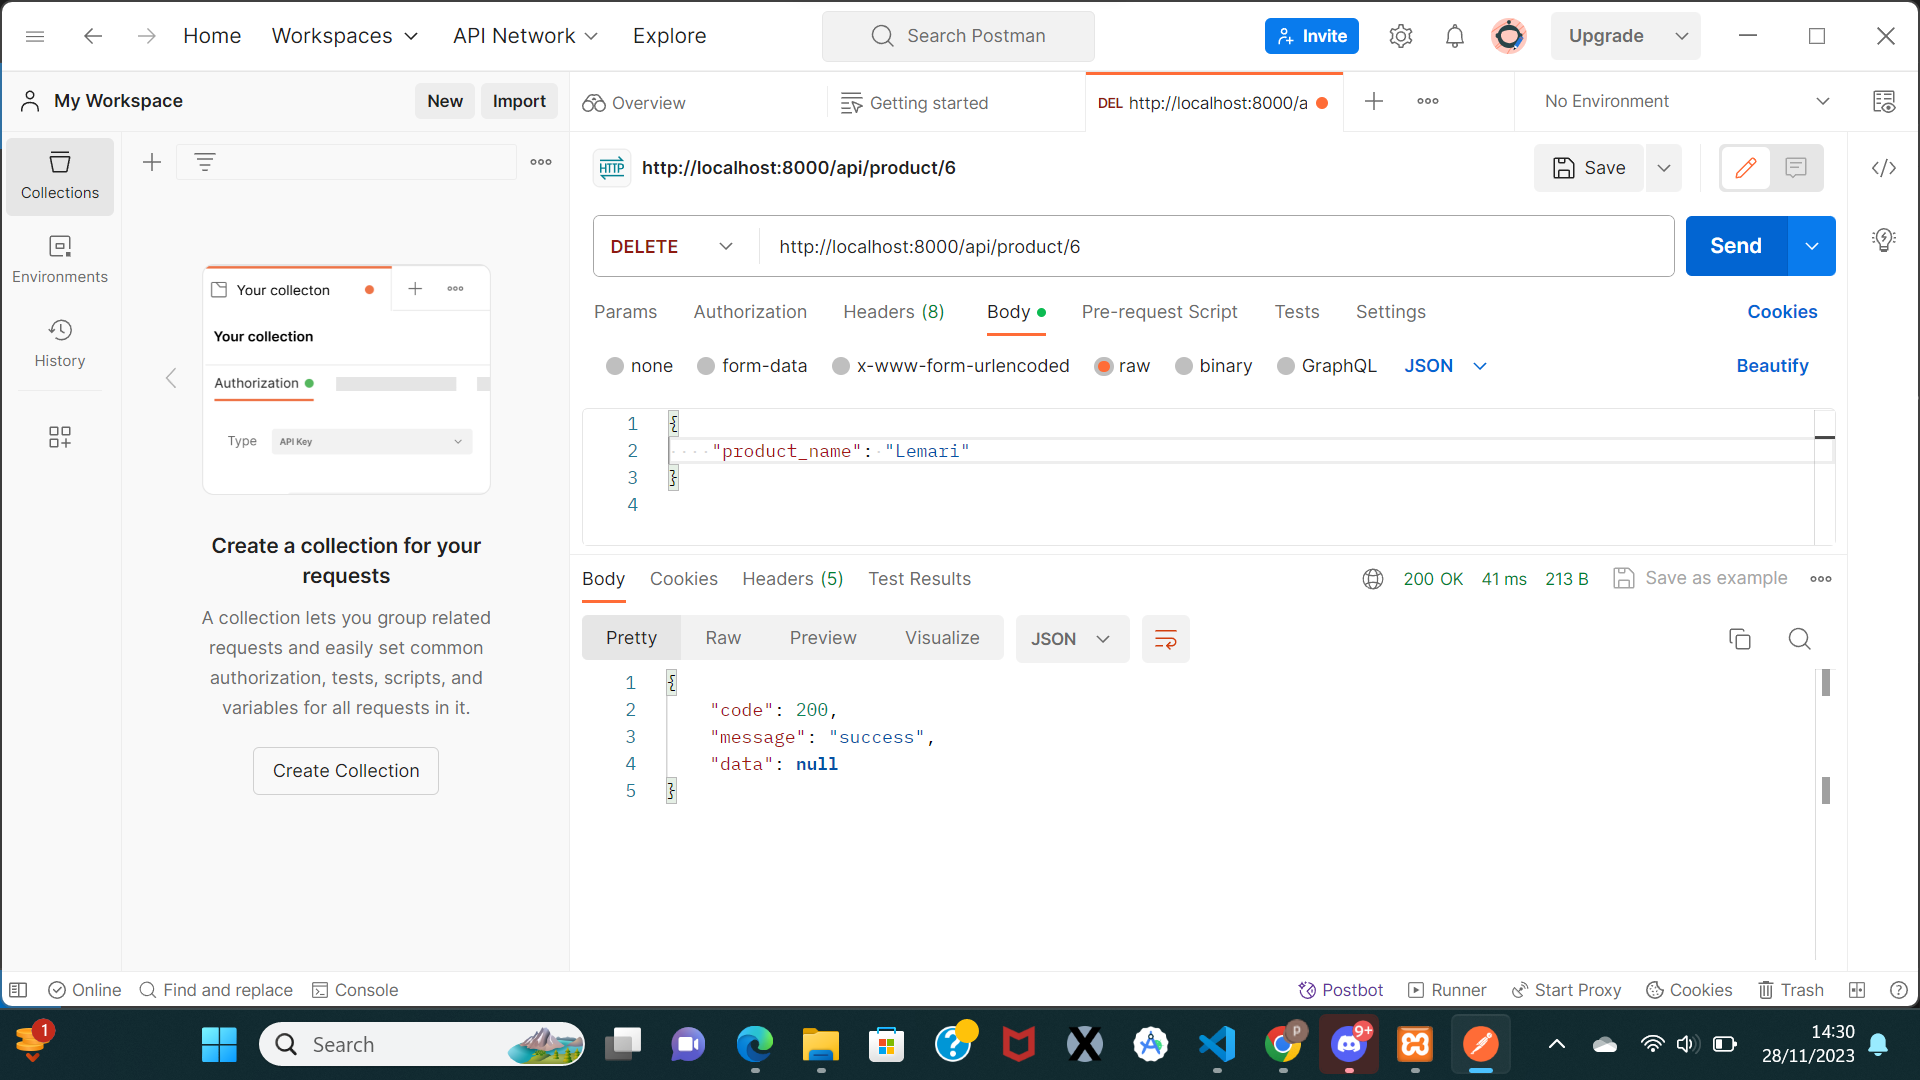 Home Workspaces API Network Explore Search Postman Invite Upgrade
My Workspace New Import
Overview Getting started DEL http://localhost:8000/a No Environment
Collections
Environments
History
Your collecton
Your collection
Authorization
Type API Key
Create a collection for your
requests
A collection lets you group related
requests and easily set common
authorization, tests, scripts, and
variables for all requests in it.
Create Collection
HTTP http://localhost:8000/api/product/6 Save
DELETE http://localhost:8000/api/product/6 Send
Params Authorization Headers (8) Body Pre-request Script Tests Settings Cookies
none form-data x-www-form-urlencoded raw binary GraphQL JSON Beautify
1 {
2 "product_name": "Lemari"
3 }
4
Body Cookies Headers (5) Test Results 200 OK 41 ms 213 B Save as example
Pretty Raw Preview Visualize JSON
1 {
2 "code": 200,
3 "message": "success",
4 "data": null
5 }
Online Find and replace Console Postbot Runner Start Proxy Cookies Trash
1 Search P 9+ 14:30
28/11/2023